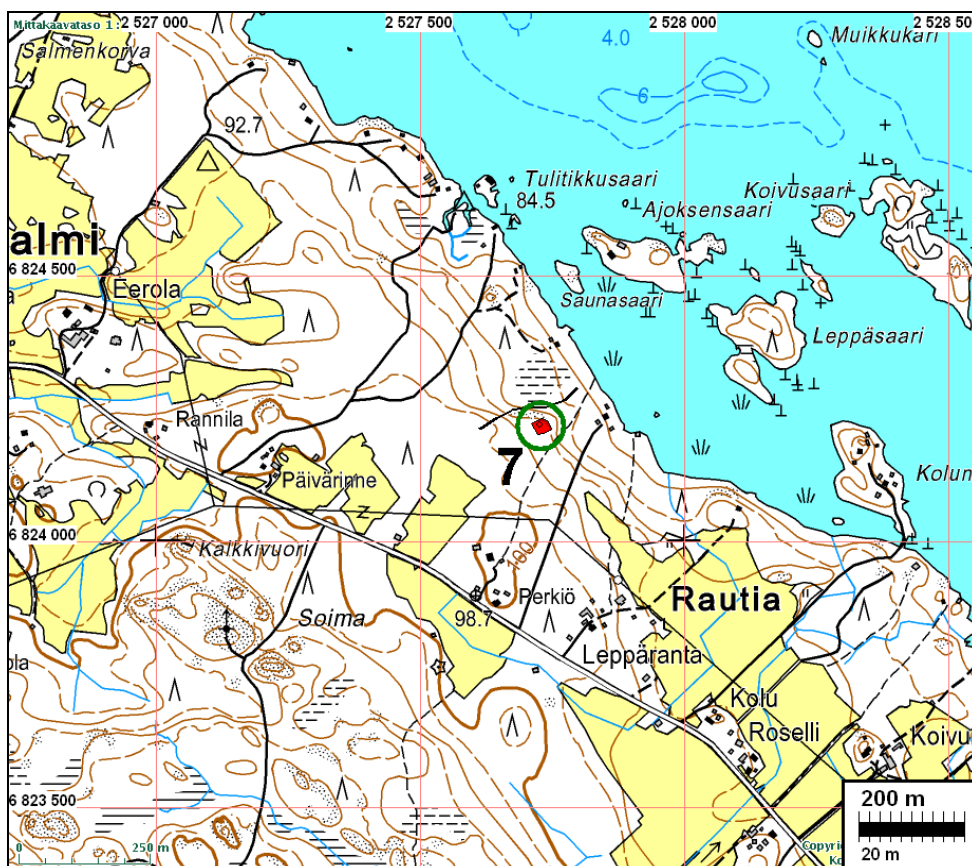 Mittakaavataso 1:
2 527 000
2 527 500
2 528 000
2 528 50
Salmenkorva
Muikkukari
4.0
6
92.7
Tulitikkusaari
84.5
Koivusaari
Ajoksensaari
almi
6 824 500
Eerola
Saunasaari
Leppäsaari
Rannila
7
Päivärinne
Kolun
6 824 000
Kalkkivuori
100
Soima
Perkiö
98.7
Rautia
Leppäranta
ola
Kolu
Roselli
Koivu
6 823 500
200 m
20 m
0
250 m
Copyri